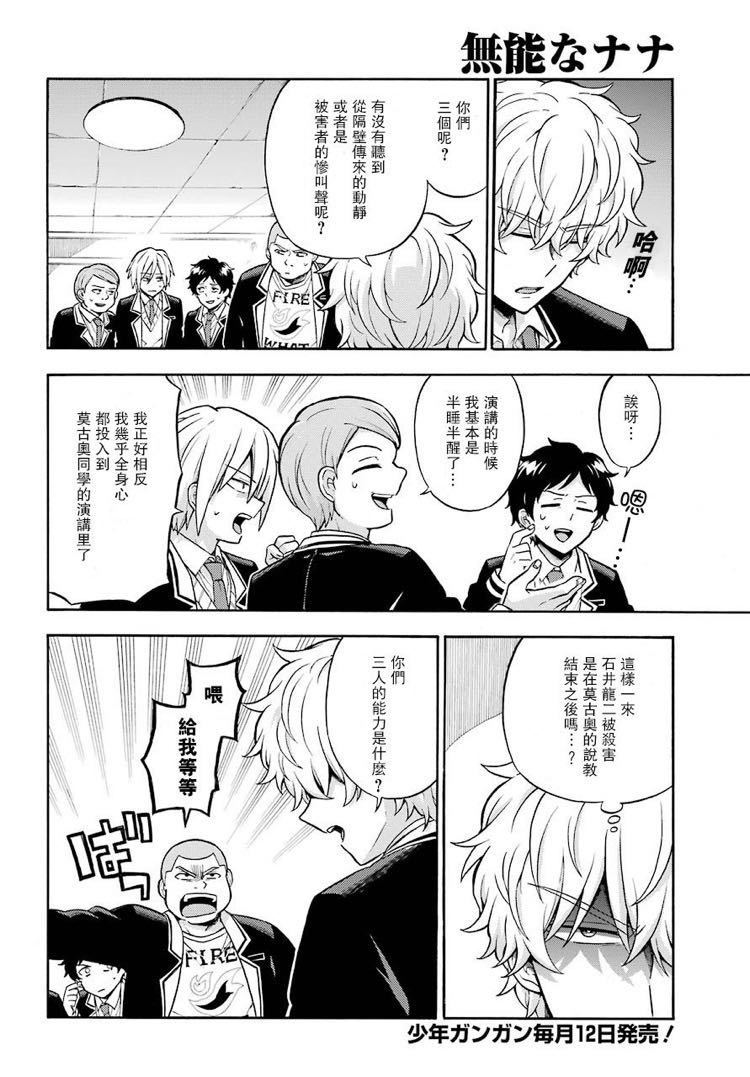 無能なナナ
哈啊…
你們
三個呢？
有沒有聽到
從隔壁傳來的動靜
或者是
被害者的慘叫聲呢？
FIRE
WHAT
誒呀…
嗯——…
演講的時候
我基本是
半睡半醒了…
我正好相反
我幾乎全身心
都投入到
莫古奧同學的演講里了
這樣一來
石井龍二被殺害
是在莫古奧的說教
結束之後嗎…？
你們
三人的能力是什麼？
喂
給我等等
ばっ
FIRE
少年ガンガン毎月12日発売！